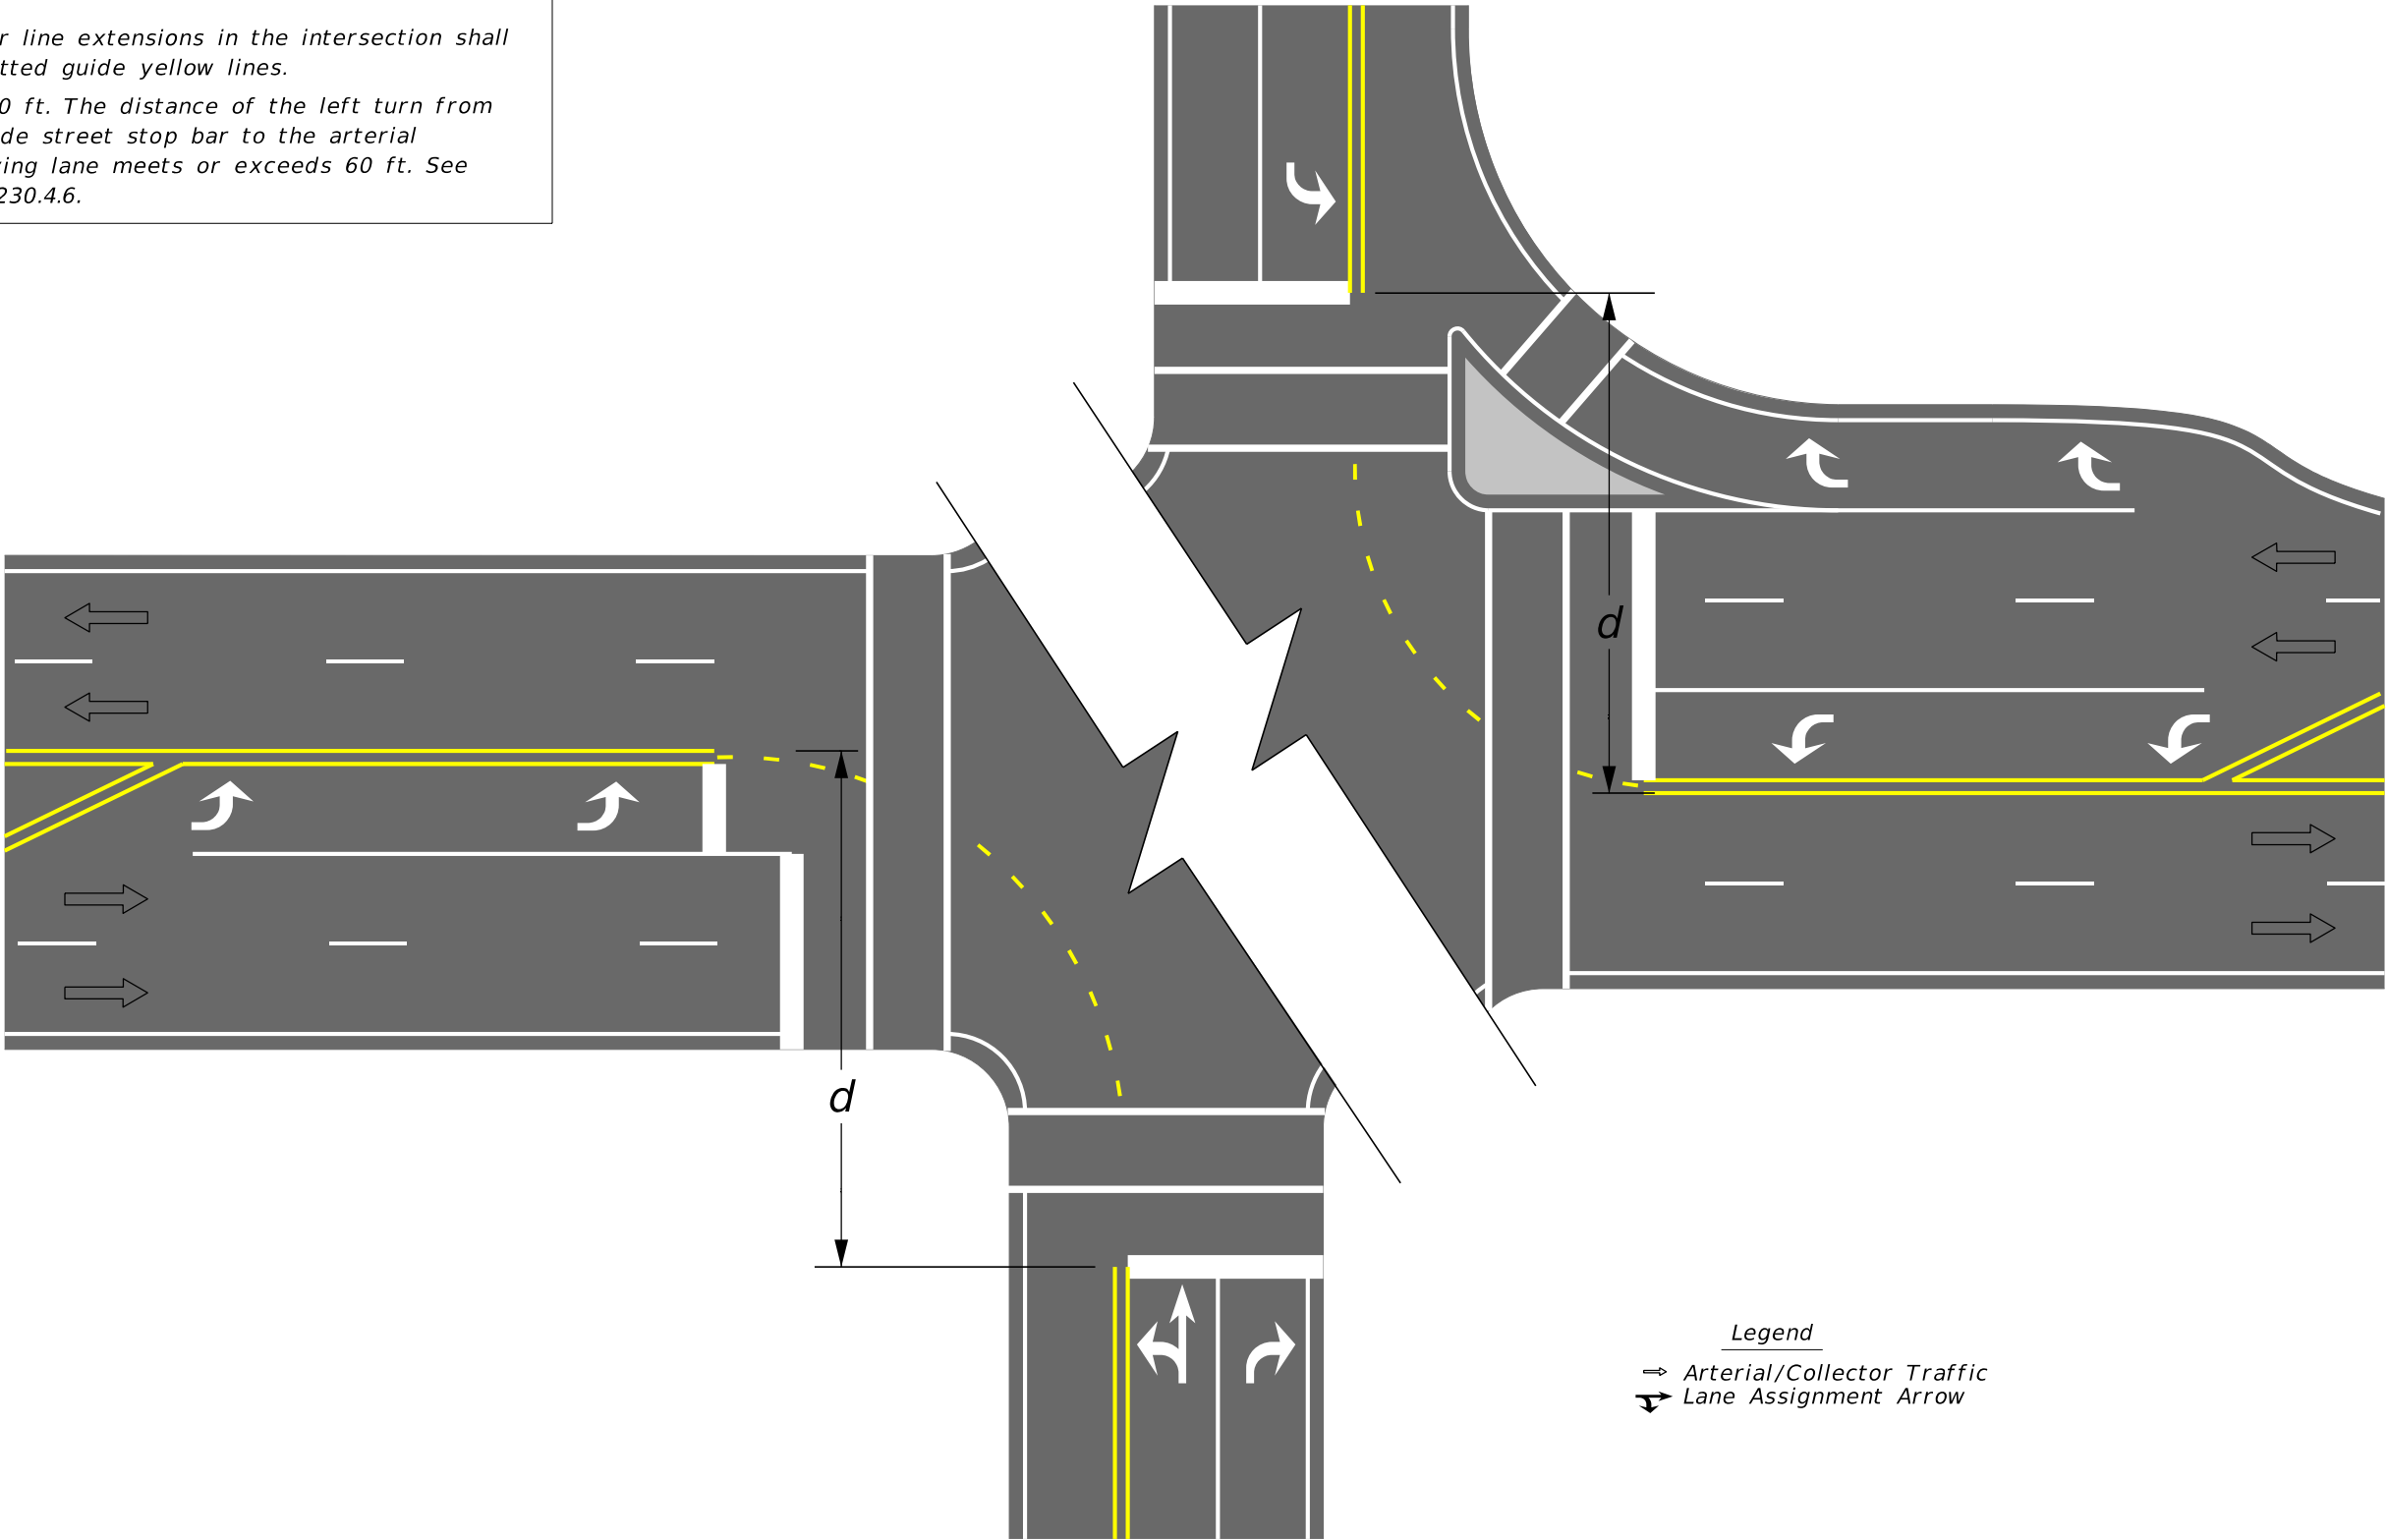 r line extensions in the intersection shall
tted guide yellow lines.
0 ft. The distance of the left turn from
de street stop bar to the arterial
ving lane meets or exceeds 60 ft. See
230.4.6.
d
d
Legend
Arterial/Collector Traffic
Lane Assignment Arrow